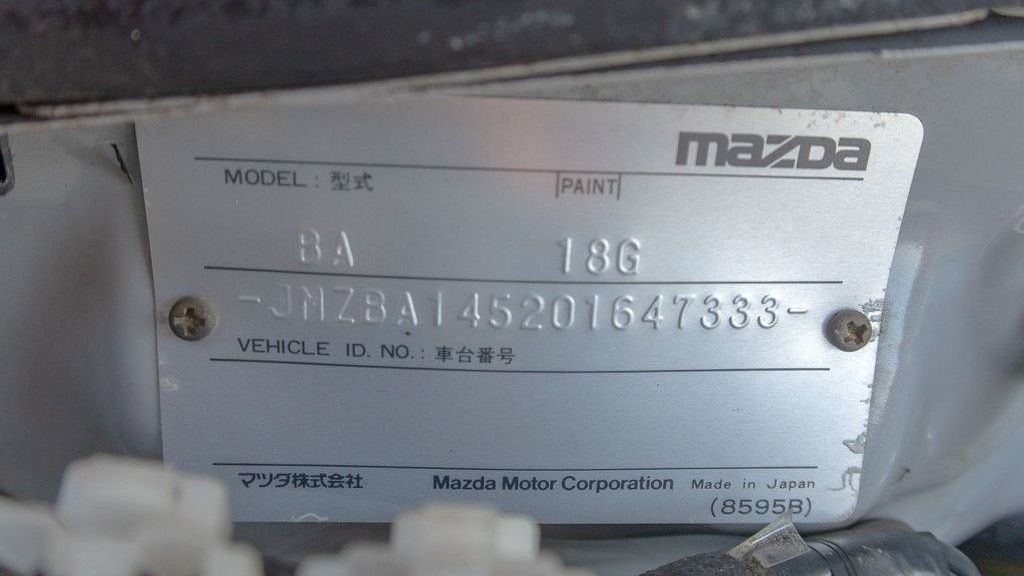 mazda
MODEL : 型式 PAINT
BA 18G
-JMZBA145201647333-
VEHICLE ID. NO. : 車台番号
マツダ株式会社 Mazda Motor Corporation Made in Japan
(8595B)